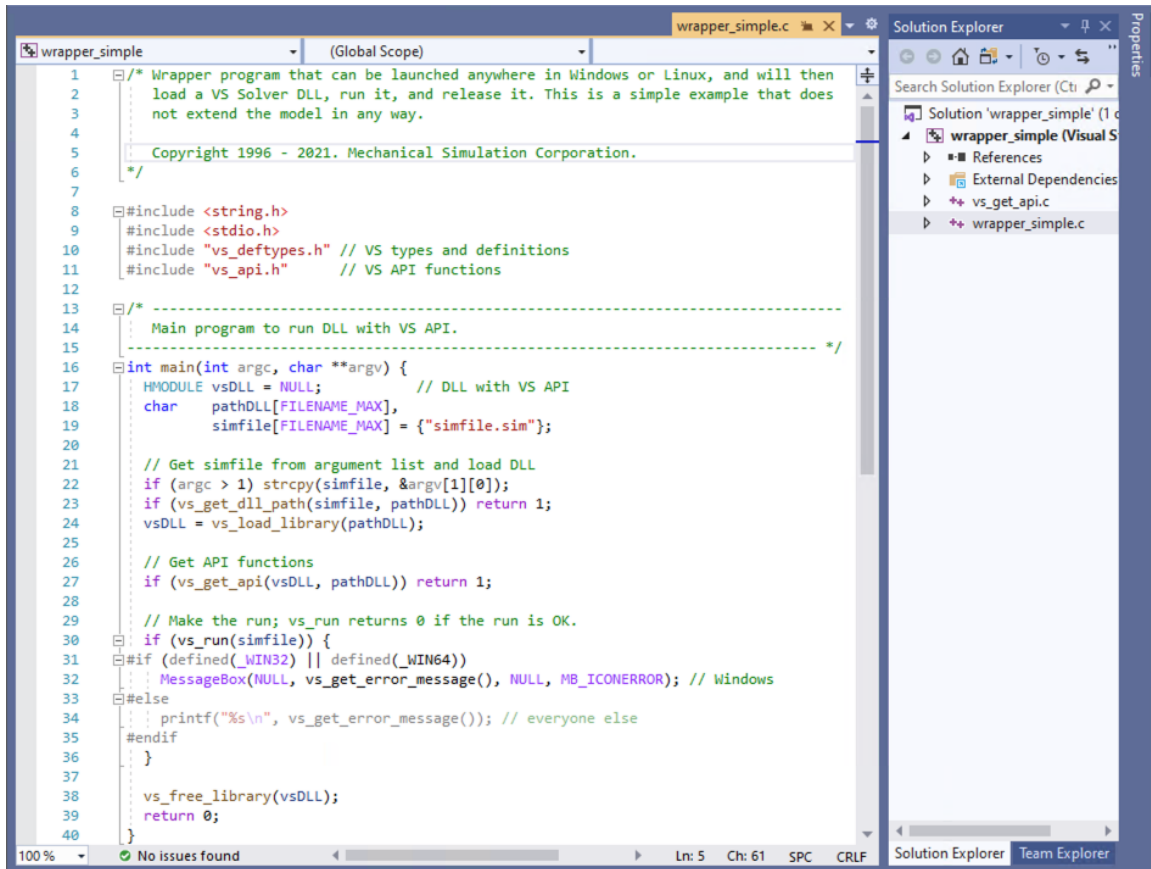 wrapper_simple.c
wrapper_simple
(Global Scope)
1 /* Wrapper program that can be launched anywhere in Windows or Linux, and will then
2 load a VS Solver DLL, run it, and release it. This is a simple example that does
3 not extend the model in any way.
4
5 Copyright 1996 - 2021. Mechanical Simulation Corporation.
6 */
7
8 #include <string.h>
9 #include <stdio.h>
10 #include "vs_deftypes.h" // VS types and definitions
11 #include "vs_api.h" // VS API functions
12
13 /* --------------------------------------------------------------------------------
14 Main program to run DLL with VS API.
15 -------------------------------------------------------------------------------- */
16 int main(int argc, char **argv) {
17 HMODULE vsDLL = NULL; // DLL with VS API
18 char pathDLL[FILENAME_MAX],
19 simfile[FILENAME_MAX] = {"simfile.sim"};
20
21 // Get simfile from argument list and load DLL
22 if (argc > 1) strcpy(simfile, &argv[1][0]);
23 if (vs_get_dll_path(simfile, pathDLL)) return 1;
24 vsDLL = vs_load_library(pathDLL);
25
26 // Get API functions
27 if (vs_get_api(vsDLL, pathDLL)) return 1;
28
29 // Make the run; vs_run returns 0 if the run is OK.
30 if (vs_run(simfile)) {
31 #if (defined(_WIN32) || defined(_WIN64))
32 MessageBox(NULL, vs_get_error_message(), NULL, MB_ICONERROR); // Windows
33 #else
34 printf("%s\n", vs_get_error_message()); // everyone else
35 #endif
36 }
37
38 vs_free_library(vsDLL);
39 return 0;
40 }
100 %
No issues found
Ln: 5 Ch: 61 SPC CRLF
Solution Explorer
Search Solution Explorer (Ctı
Solution 'wrapper_simple' (1 c
wrapper_simple (Visual S
References
External Dependencies
vs_get_api.c
wrapper_simple.c
Solution Explorer Team Explorer
Properties